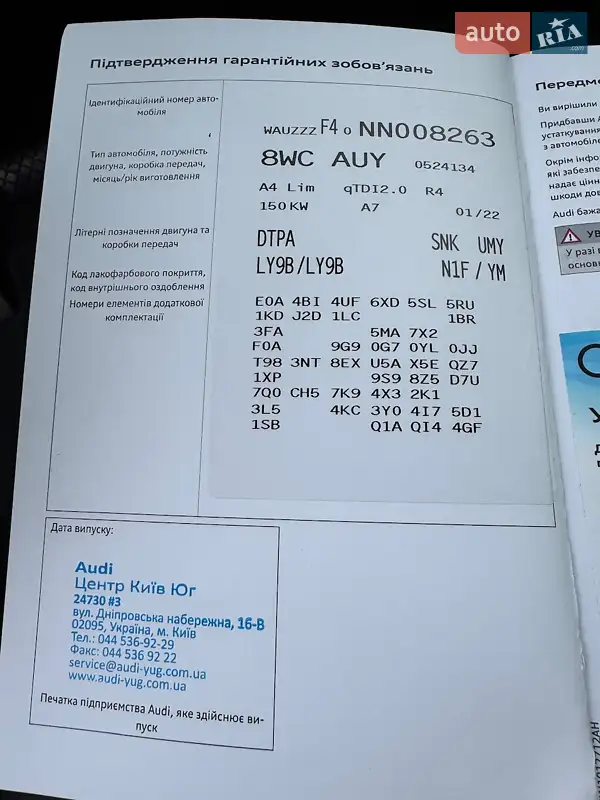 auto RIA .com
Підтвердження гарантійних зобов'язань
Ідентифікаційний номер авто-
мобіля
WAUZZZ F4 0 NN008263
Тип автомобіля, потужність
двигуна, коробка передач,
місяць/рік виготовлення
8WC AUY 0524134
A4 Lim qTDI2.0 R4
150 KW A7 01/22
Літерні позначення двигуна та
коробки передач
DTPA SNK UMY
Код лакофарбового покриття,
код внутрішнього оздоблення
LY9B/LY9B N1F / YM
Номери елементів додаткової
комплектації
E0A 4BI 4UF 6XD 5SL 5RU
1KD J2D 1LC 1BR
3FA 5MA 7X2
F0A 9G9 0G7 0YL 0JJ
T98 3NT 8EX U5A X5E QZ7
1XP 9S9 8Z5 D7U
7Q0 CH5 7K9 4X3 2K1
3L5 4KC 3Y0 4I7 5D1
1SB Q1A QI4 4GF
Дата випуску:
Audi
Центр Київ Юг
24730 #3
вул. Дніпровська набережна, 16-В
02095, Україна, м. Київ
Тел.: 044 536-92-29
Факс: 044 536 92 22
service@audi-yug.com.ua
www.audi-yug.com.ua
Печатка підприємства Audi, яке здійснює ви-
пуск
Передм
Ви вирішили
Придбавши
устаткування
з автомобіле
Окрім інфо
які забезпе
надає цінн
шкоди дов
Audi бажа
УВ
У разі
основн